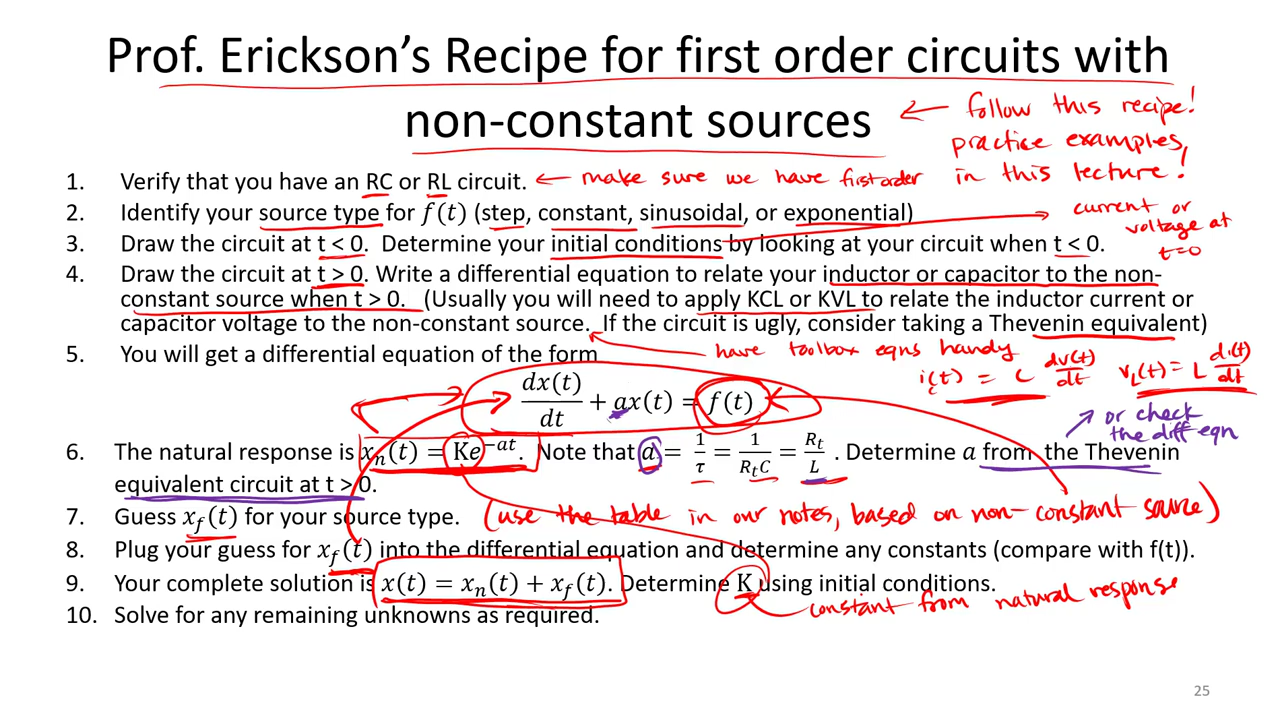 Prof. Erickson's Recipe for first order circuits with
non-constant sources
← follow this recipe!
practice examples
in this lecture!
1. Verify that you have an RC or RL circuit. ← make sure we have first order
2. Identify your source type for f(t) (step, constant, sinusoidal, or exponential)
current or
voltage at
t=0
3. Draw the circuit at t < 0. Determine your initial conditions by looking at your circuit when t < 0.
4. Draw the circuit at t > 0. Write a differential equation to relate your inductor or capacitor to the non-
constant source when t > 0. (Usually you will need to apply KCL or KVL to relate the inductor current or
capacitor voltage to the non-constant source. If the circuit is ugly, consider taking a Thevenin equivalent)
5. You will get a differential equation of the form
have toolbox eqns handy
i_c(t) = C dv(t)/dt v_L(t) = L di(t)/dt
dx(t)/dt + ax(t) = f(t)
or check
the diff eqn
6. The natural response is x_n(t) = Ke^{-at}. Note that a = 1/τ = 1/(R_tC) = R_t/L. Determine a from the Thevenin
equivalent circuit at t > 0.
7. Guess x_f(t) for your source type. (use the table in our notes, based on non-constant source)
8. Plug your guess for x_f(t) into the differential equation and determine any constants (compare with f(t)).
9. Your complete solution is x(t) = x_n(t) + x_f(t). Determine K using initial conditions.
constant from natural response
10. Solve for any remaining unknowns as required.
25